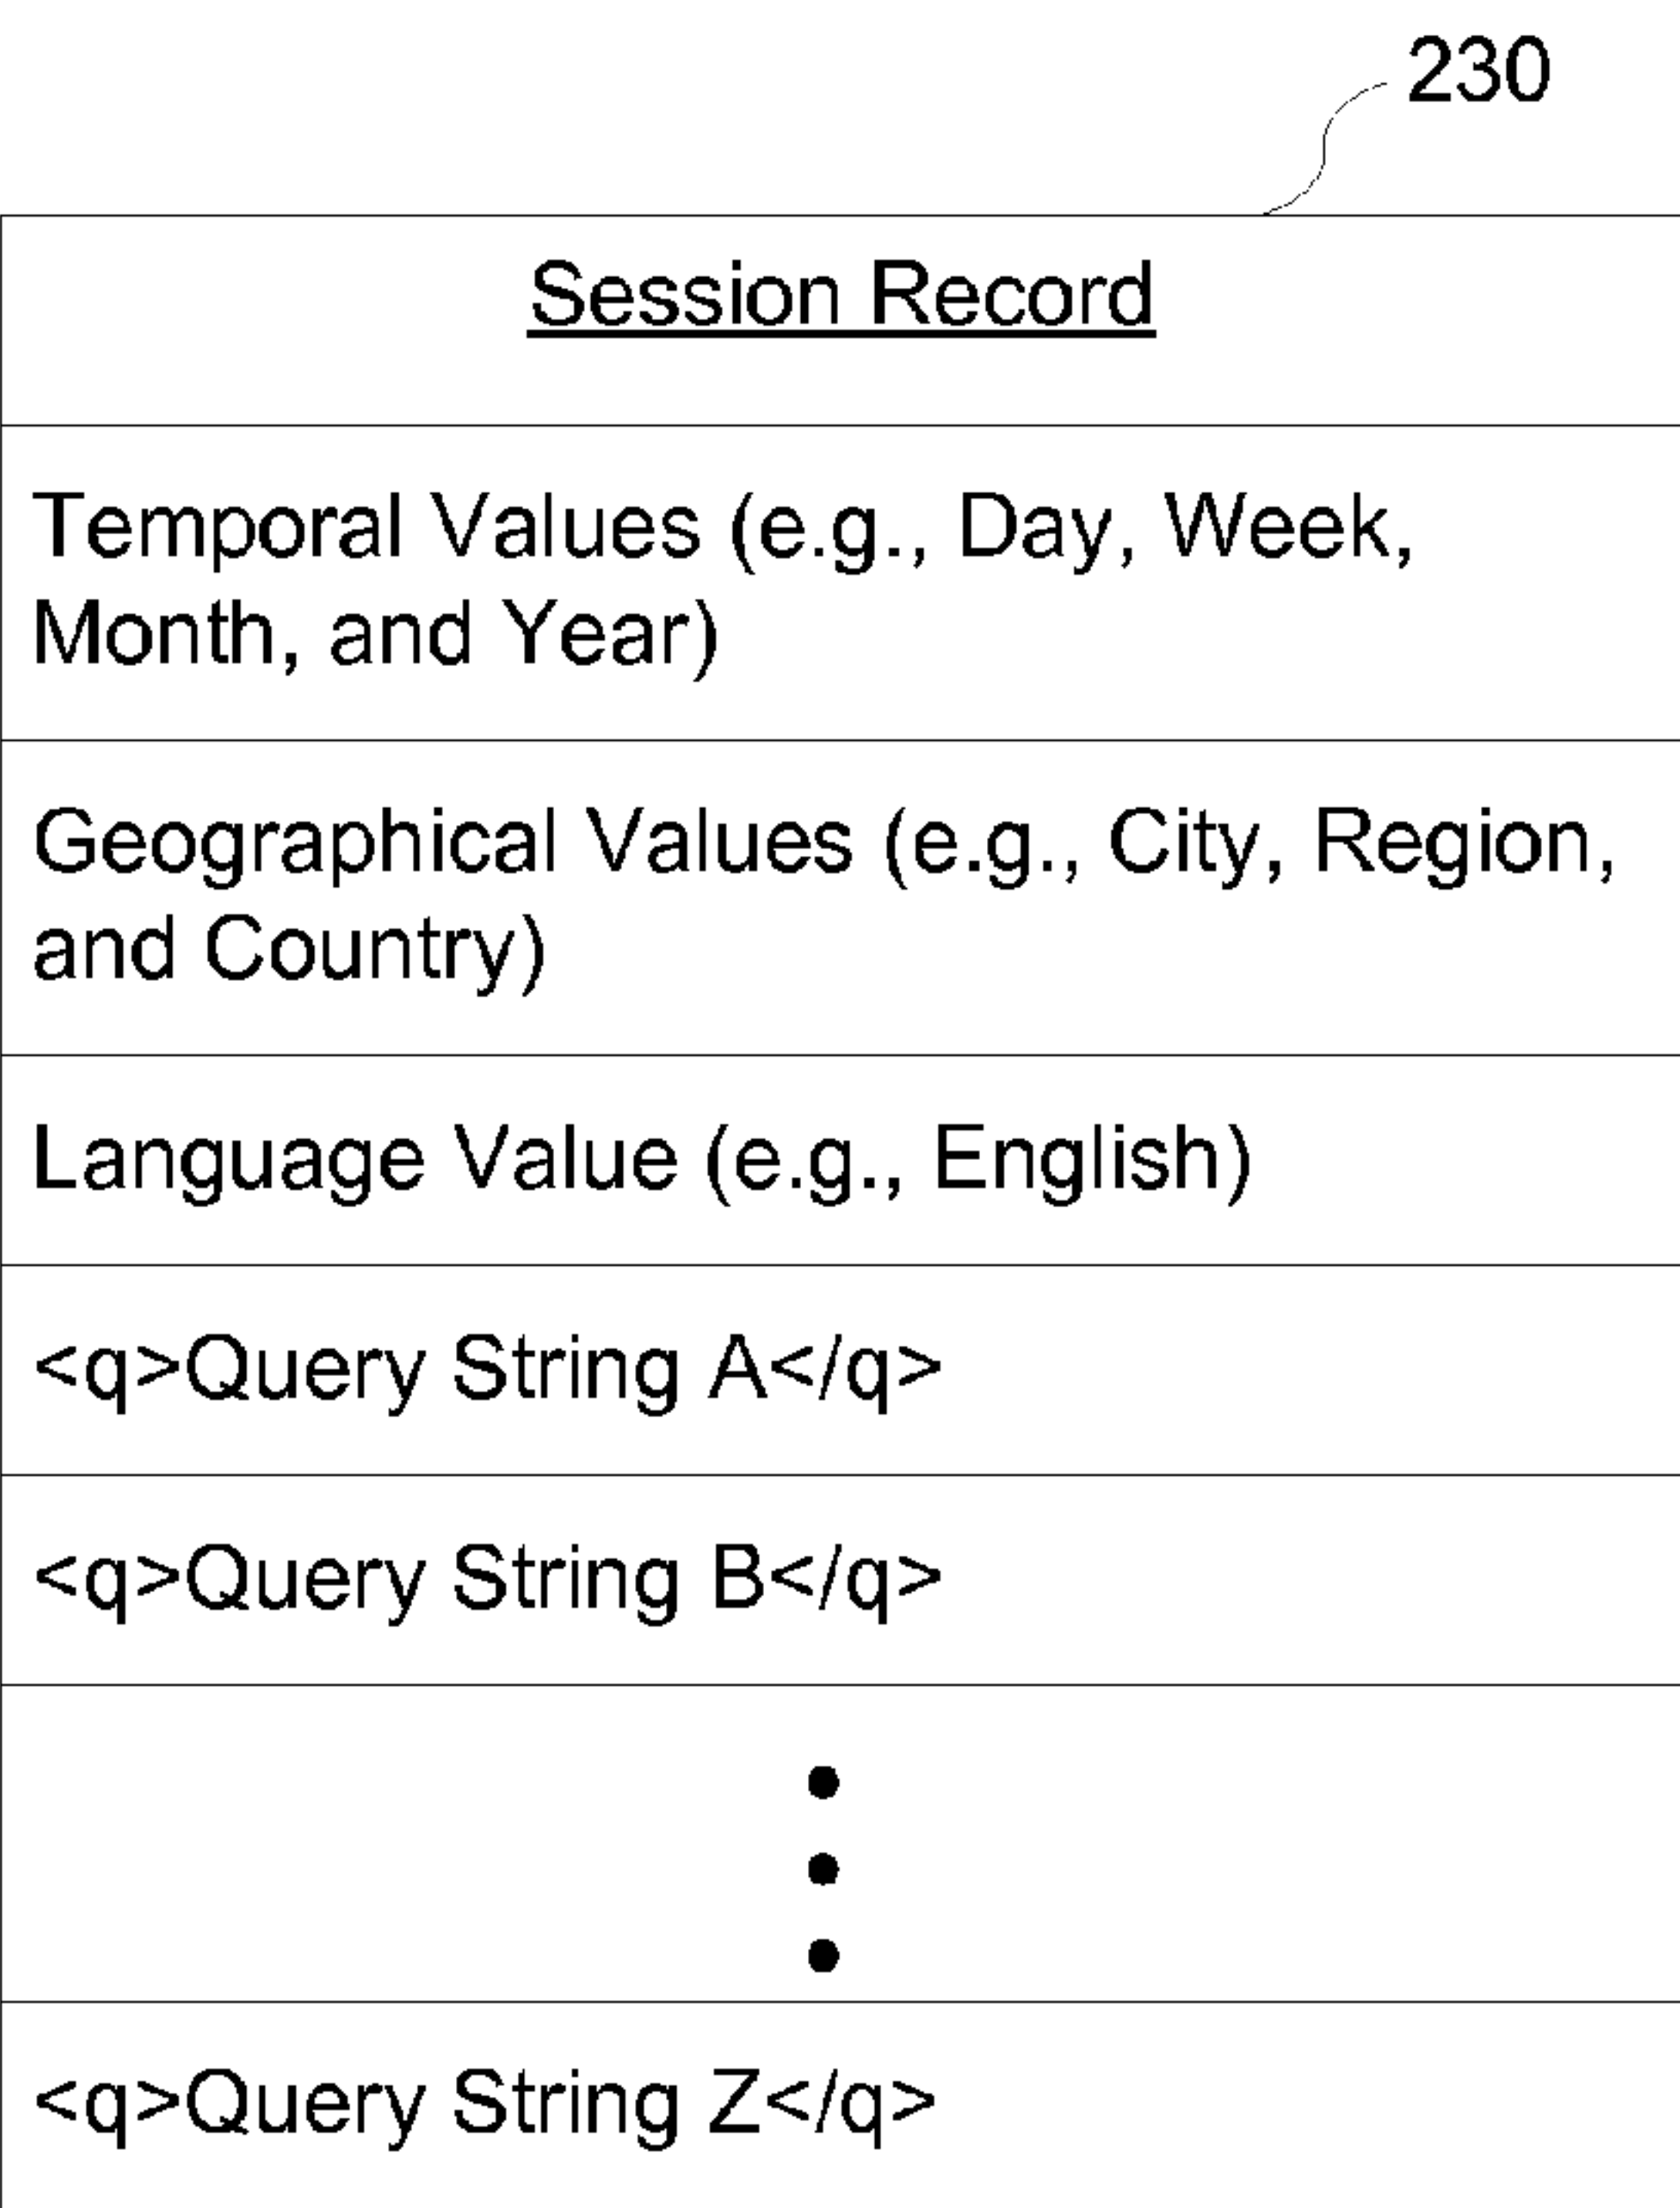 230
Session Record
Temporal Values (e.g., Day, Week,
Month, and Year)
Geographical Values (e.g., City, Region,
and Country)
Language Value (e.g., English)
<q>Query String A</q>
<q>Query String B</q>
<q>Query String Z</q>